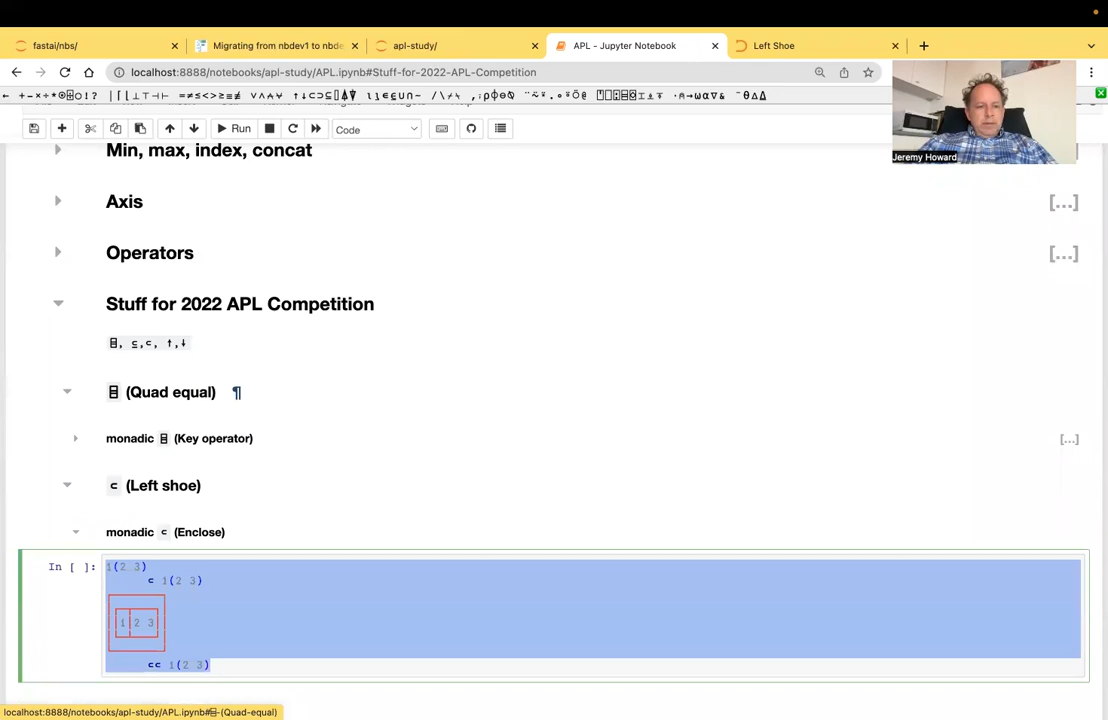 fastai/nbs/
Migrating from nbdev1 to nbde
apl-study/
APL - Jupyter Notebook
Left Shoe
localhost:8888/notebooks/apl-study/APL.ipynb#Stuff-for-2022-APL-Competition
Run
Code
Jeremy Howard
Min, max, index, concat
[...]
Axis
[...]
Operators
Stuff for 2022 APL Competition
⌸, ⊆,⊂, ↑,↓
⌸ (Quad equal) ¶
monadic ⌸ (Key operator)
[...]
⊂ (Left shoe)
monadic ⊂ (Enclose)
In [ ]:
i(2 3)
⊂ i(2 3)
i 2 3
⊂⊂ i(2 3)
localhost:8888/notebooks/apl-study/APL.ipynb#⌸-(Quad-equal)